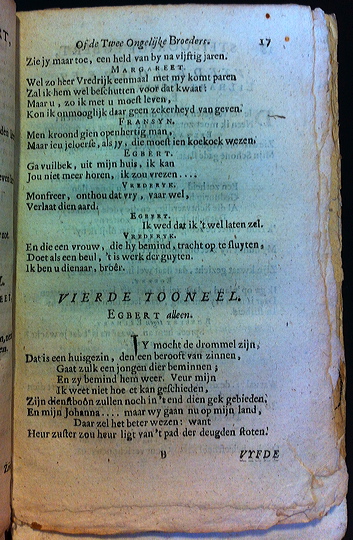 Of de Twee Ongelijke Broeders. 17
Zie jy maar toe, een held van by na vijftig jaren.
MARGAREET.
Wel zo heer Vredrijk eenmaal met my komt paren
Zal ik hem wel beschutten voor dat kwaat:
Maar u, zo ik met u moest leven,
Kon ik onmooglijk daar geen zekerheyd van geven.
FRANSYN.
Men kroond gien openhertig man,
Maar ien jeloerse, als jy, die moet ien koekoek wezen.
EGBERT.
Ga vuilbek, uit mijn huis, ik kan
Jou niet meer horen, ik zou vrezen....
VREDERYK.
Monfreer, onthou dat vry, vaar wel,
Verlaat dien aard.
EGBERT.
Ik wed dat ik 't wel laten zel.
VREDERYK.
En die een vrouw, die hy bemind, tracht op te sluyten,
Doet als een beul, 't is werk der guyten.
Ik ben u dienaar, broêr.
VIERDE TOONEEL.
EGBERT alleen.
JY mocht de drommel zijn,
Dat is een huisgezin, den een berooft van zinnen,
Gaat zulk een jongen dier beminnen;
En zy bemind hem weer. Veur mijn
Ik weet niet hoe et kan geschieden,
Zijn dienstboôn zullen noch in 't end dien gek gebieden.
En mijn Johanna.... maar wy gaan nu op mijn land,
Daar zel het beter wezen: want
Heur zuster zou heur ligt van 't pad der deugden stoten.
B VYFDE